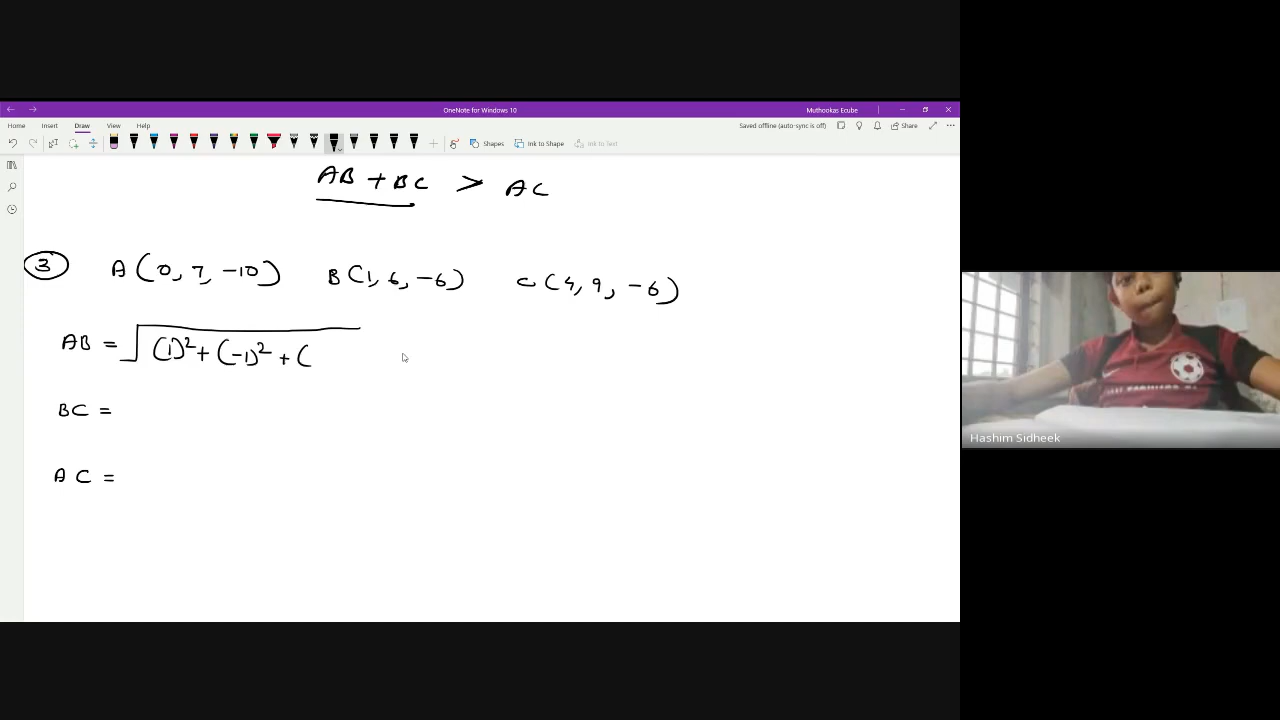 OneNote for Windows 10
Muthookas Ecube
Home Insert Draw View Help
Saved offline (auto-sync is off)
Share
Shapes
Ink to Shape
Ink to Text
AB + BC > AC
3 A (0, 7, -10) B (1, 6, -6) C (4, 9, -6)
AB = √(1)² + (-1)² + (
BC =
AC =
Hashim Sidheek